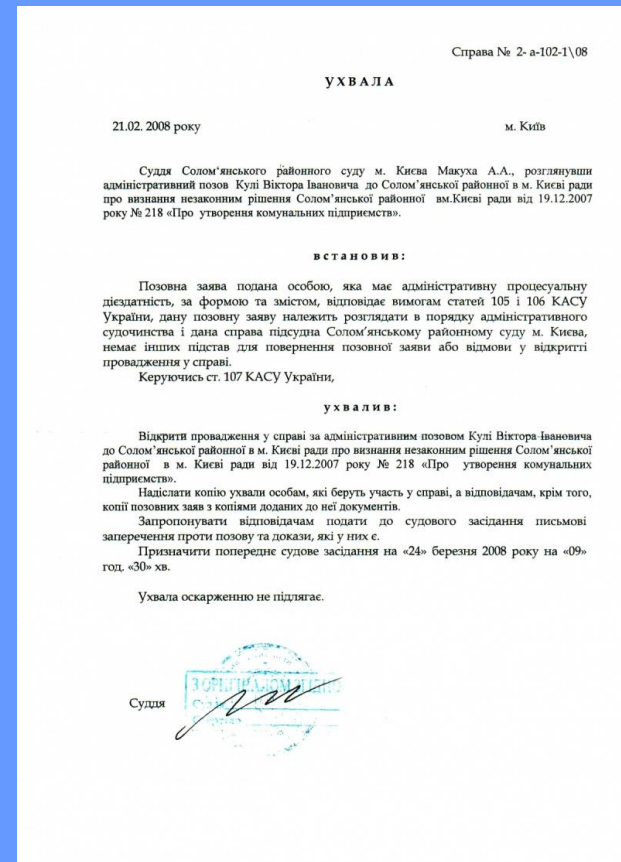 Справа № 2- а-102-1\08
УХВАЛА
21.02. 2008 року м. Київ
Суддя Солом'янського районного суду м. Києва Макуха А.А., розглянувши
адміністративний позов Кулі Віктора Івановича до Солом'янської районної в м. Києві ради
про визнання незаконним рішення Солом'янської районної вм.Києві ради від 19.12.2007
року № 218 «Про утворення комунальних підприємств».
встановив:
Позовна заява подана особою, яка має адміністративну процесуальну
дієздатність, за формою та змістом, відповідає вимогам статей 105 і 106 КАСУ
України, дану позовну заяву належить розглядати в порядку адміністративного
судочинства і дана справа підсудна Солом'янському районному суду м. Києва,
немає інших підстав для повернення позовної заяви або відмови у відкритті
провадження у справі.
Керуючись ст. 107 КАСУ України,
ухвалив:
Відкрити провадження у справі за адміністративним позовом Кулі Віктора Івановича
до Солом'янської районної в м. Києві ради про визнання незаконним рішення Солом'янської
районної в м. Києві ради від 19.12.2007 року № 218 «Про утворення комунальних
підприємств».
Надіслати копію ухвали особам, які беруть участь у справі, а відповідачам, крім того,
копії позовних заяв з копіями доданих до неї документів.
Запропонувати відповідачам подати до судового засідання письмові
заперечення проти позову та докази, які у них є.
Призначити попереднє судове засідання на «24» березня 2008 року на «09»
год. «30» хв.
Ухвала оскарженню не підлягає.
З ОРИГІНАЛОМ
Суддя